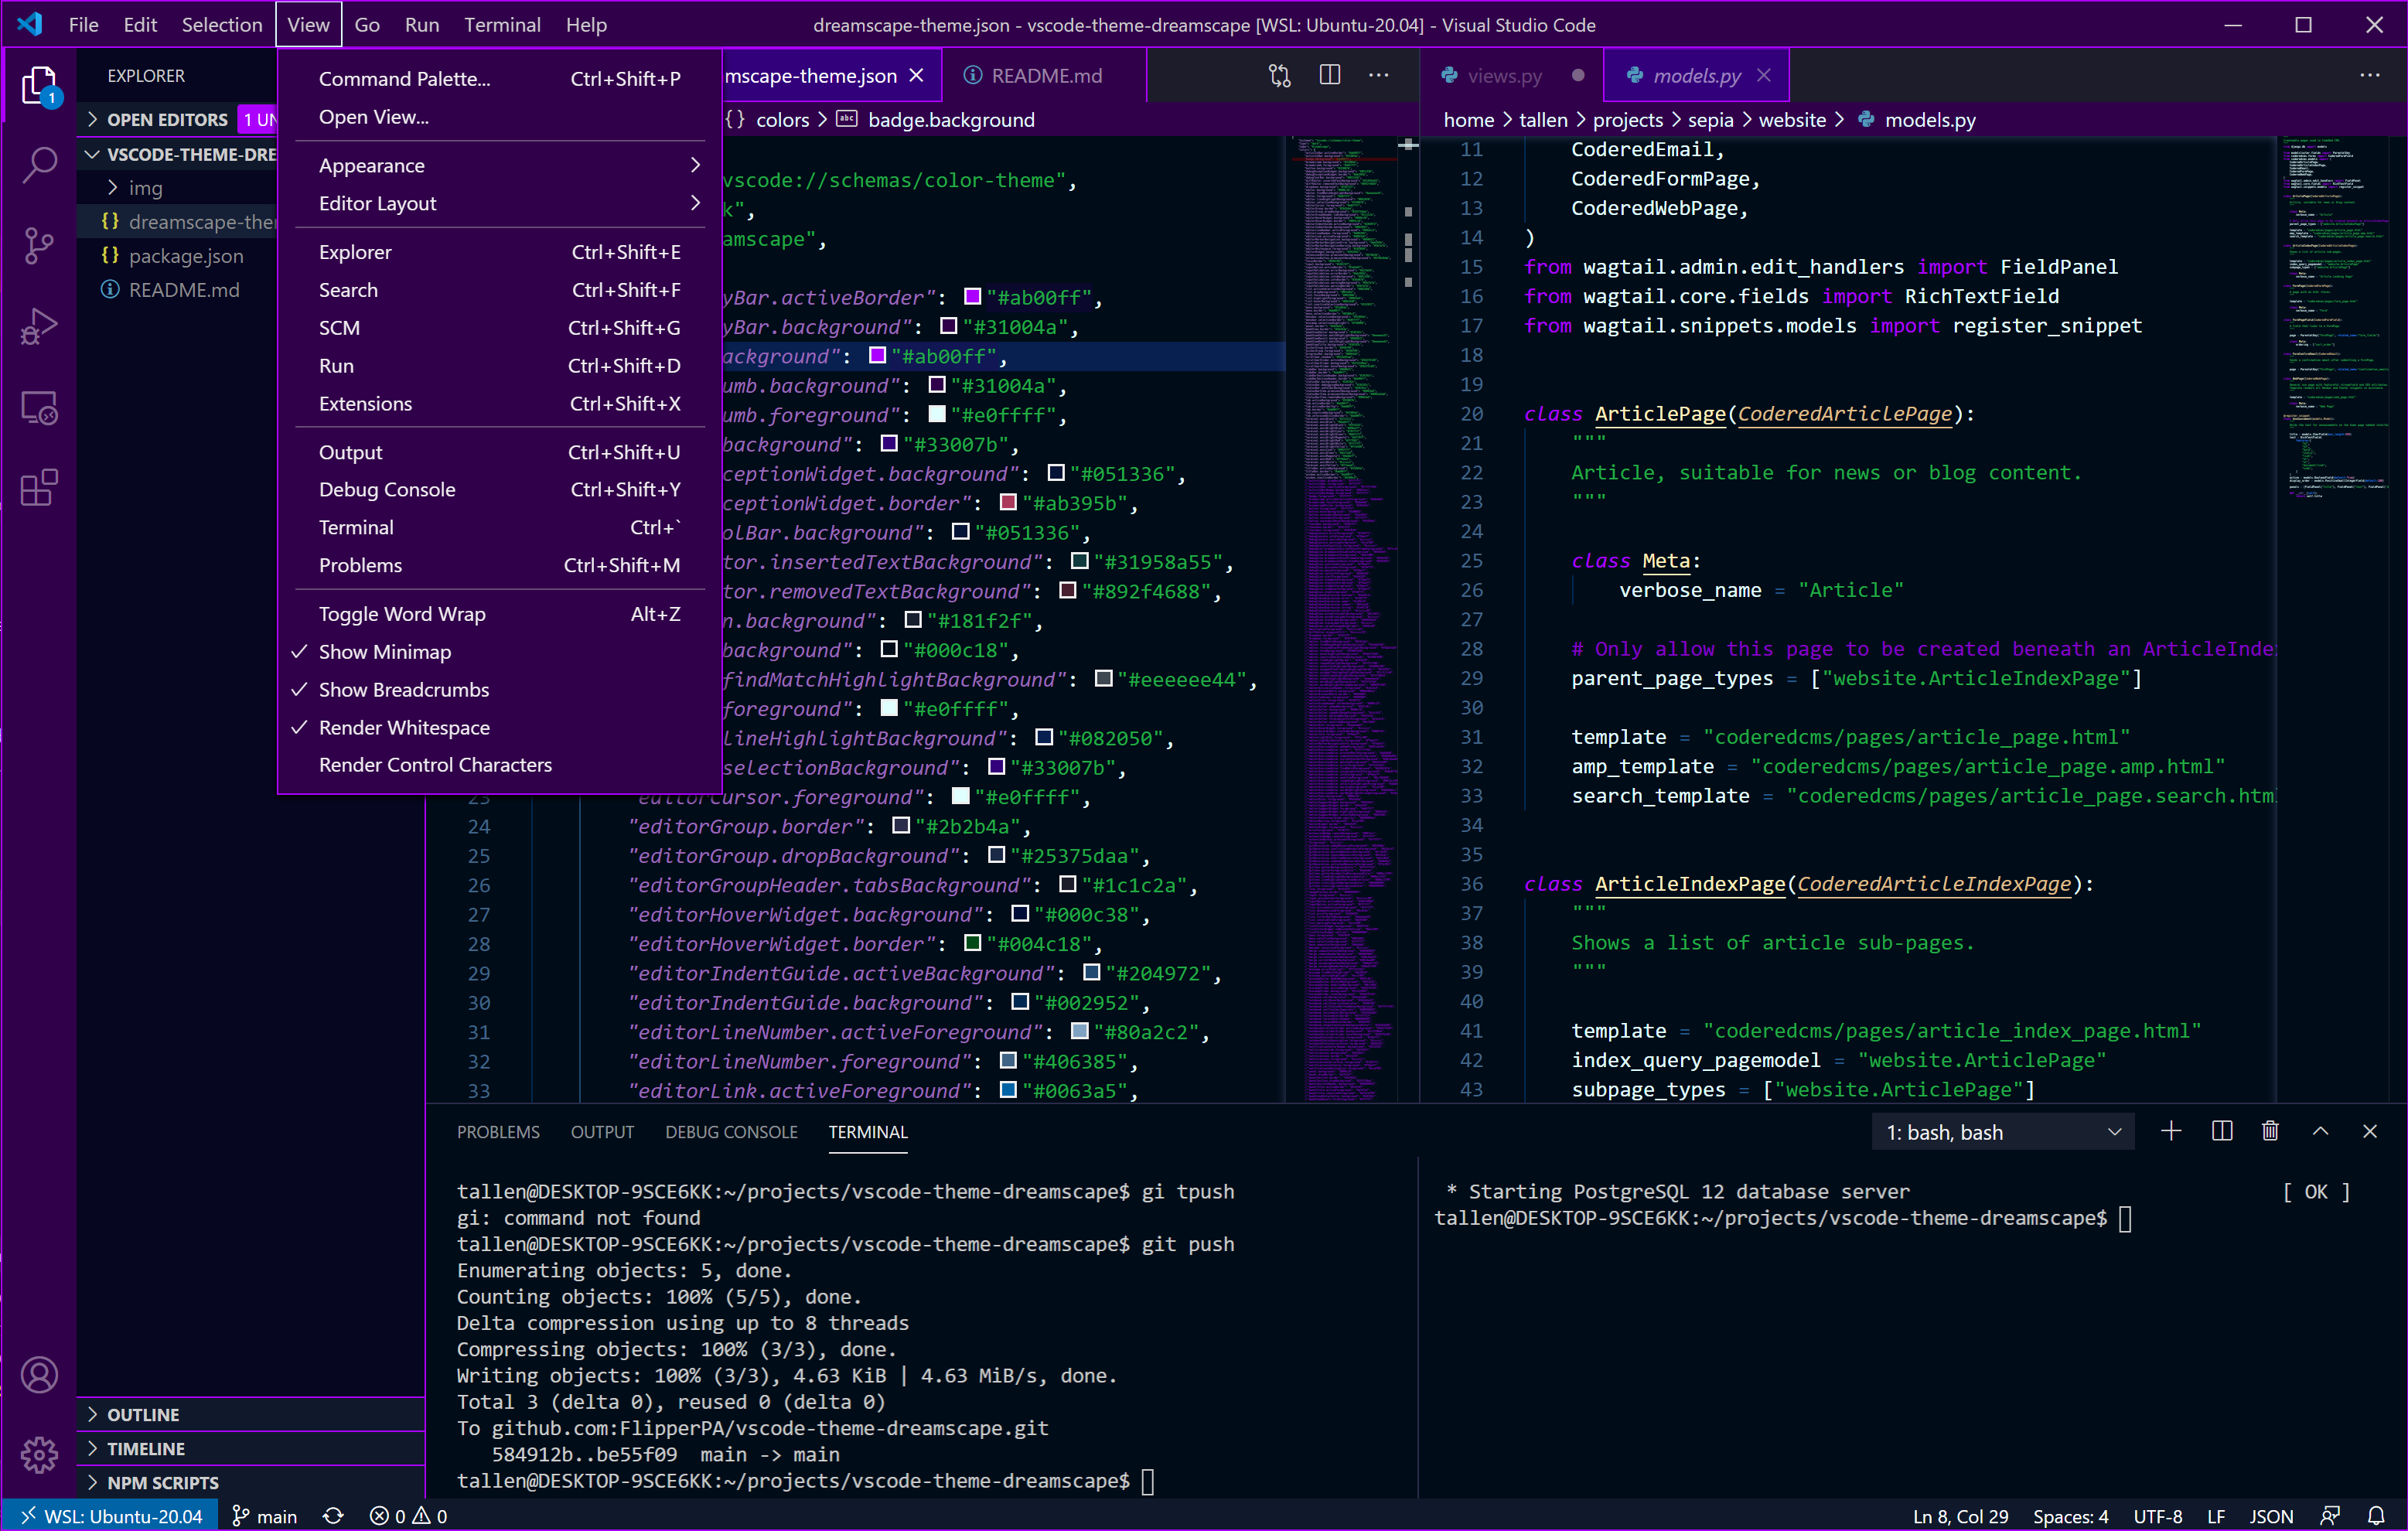 File Edit Selection View Go Run Terminal Help
dreamscape-theme.json - vscode-theme-dreamscape [WSL: Ubuntu-20.04] - Visual Studio Code
EXPLORER
1
OPEN EDITORS 1 UN
VSCODE-THEME-DRE
img
{} dreamscape-the
{} package.json
README.md
OUTLINE
TIMELINE
NPM SCRIPTS
Command Palette... Ctrl+Shift+P
Open View...
Appearance
Editor Layout
Explorer Ctrl+Shift+E
Search Ctrl+Shift+F
SCM Ctrl+Shift+G
Run Ctrl+Shift+D
Extensions Ctrl+Shift+X
Output Ctrl+Shift+U
Debug Console Ctrl+Shift+Y
Terminal Ctrl+`
Problems Ctrl+Shift+M
Toggle Word Wrap Alt+Z
✓ Show Minimap
✓ Show Breadcrumbs
✓ Render Whitespace
Render Control Characters
mscape-theme.json README.md
{} colors > abc badge.background
vscode://schemas/color-theme",
k",
amscape",
yBar.activeBorder": "#ab00ff",
yBar.background": "#31004a",
ackground": "#ab00ff",
umb.background": "#31004a",
umb.foreground": "#e0ffff",
background": "#33007b",
ceptionWidget.background": "#051336",
ceptionWidget.border": "#ab395b",
olBar.background": "#051336",
tor.insertedTextBackground": "#31958a55",
tor.removedTextBackground": "#892f4688",
n.background": "#181f2f",
background": "#000c18",
findMatchHighlightBackground": "#eeeeee44",
foreground": "#e0ffff",
lineHighlightBackground": "#082050",
selectionBackground": "#33007b",
23 "editorCursor.foreground": "#e0ffff",
24 "editorGroup.border": "#2b2b4a",
25 "editorGroup.dropBackground": "#25375daa",
26 "editorGroupHeader.tabsBackground": "#1c1c2a",
27 "editorHoverWidget.background": "#000c38",
28 "editorHoverWidget.border": "#004c18",
29 "editorIndentGuide.activeBackground": "#204972",
30 "editorIndentGuide.background": "#002952",
31 "editorLineNumber.activeForeground": "#80a2c2",
32 "editorLineNumber.foreground": "#406385",
33 "editorLink.activeForeground": "#0063a5",
views.py models.py
home > tallen > projects > sepia > website > models.py
11 CoderedEmail,
12 CoderedFormPage,
13 CoderedWebPage,
14 )
15 from wagtail.admin.edit_handlers import FieldPanel
16 from wagtail.core.fields import RichTextField
17 from wagtail.snippets.models import register_snippet
18
19
20 class ArticlePage(CoderedArticlePage):
21 """
22 Article, suitable for news or blog content.
23 """
24
25 class Meta:
26 verbose_name = "Article"
27
28 # Only allow this page to be created beneath an ArticleIndex
29 parent_page_types = ["website.ArticleIndexPage"]
30
31 template = "coderedcms/pages/article_page.html"
32 amp_template = "coderedcms/pages/article_page.amp.html"
33 search_template = "coderedcms/pages/article_page.search.htm
34
35
36 class ArticleIndexPage(CoderedArticleIndexPage):
37 """
38 Shows a list of article sub-pages.
39 """
40
41 template = "coderedcms/pages/article_index_page.html"
42 index_query_pagemodel = "website.ArticlePage"
43 subpage_types = ["website.ArticlePage"]
PROBLEMS OUTPUT DEBUG CONSOLE TERMINAL 1: bash, bash
tallen@DESKTOP-9SCE6KK:~/projects/vscode-theme-dreamscape$ gi tpush
gi: command not found
tallen@DESKTOP-9SCE6KK:~/projects/vscode-theme-dreamscape$ git push
Enumerating objects: 5, done.
Counting objects: 100% (5/5), done.
Delta compression using up to 8 threads
Compressing objects: 100% (3/3), done.
Writing objects: 100% (3/3), 4.63 KiB | 4.63 MiB/s, done.
Total 3 (delta 0), reused 0 (delta 0)
To github.com:FlipperPA/vscode-theme-dreamscape.git
584912b..be55f09 main -> main
tallen@DESKTOP-9SCE6KK:~/projects/vscode-theme-dreamscape$
* Starting PostgreSQL 12 database server [ OK ]
tallen@DESKTOP-9SCE6KK:~/projects/vscode-theme-dreamscape$
WSL: Ubuntu-20.04 main 0 0 Ln 8, Col 29 Spaces: 4 UTF-8 LF JSON